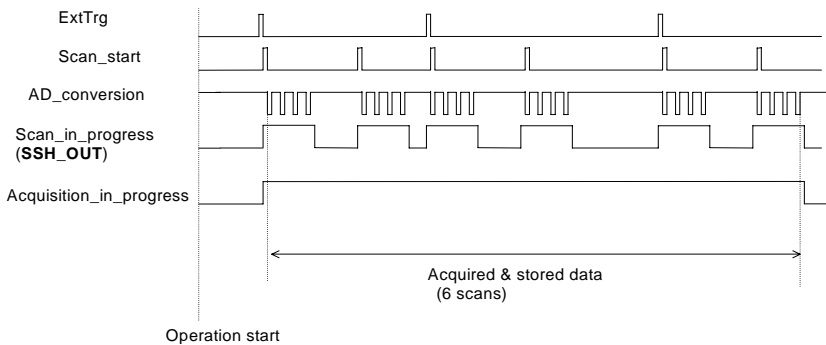 ExtTrg
Scan_start
AD_conversion
Scan_in_progress
(SSH_OUT)
Acquisition_in_progress
Acquired & stored data
(6 scans)
Operation start